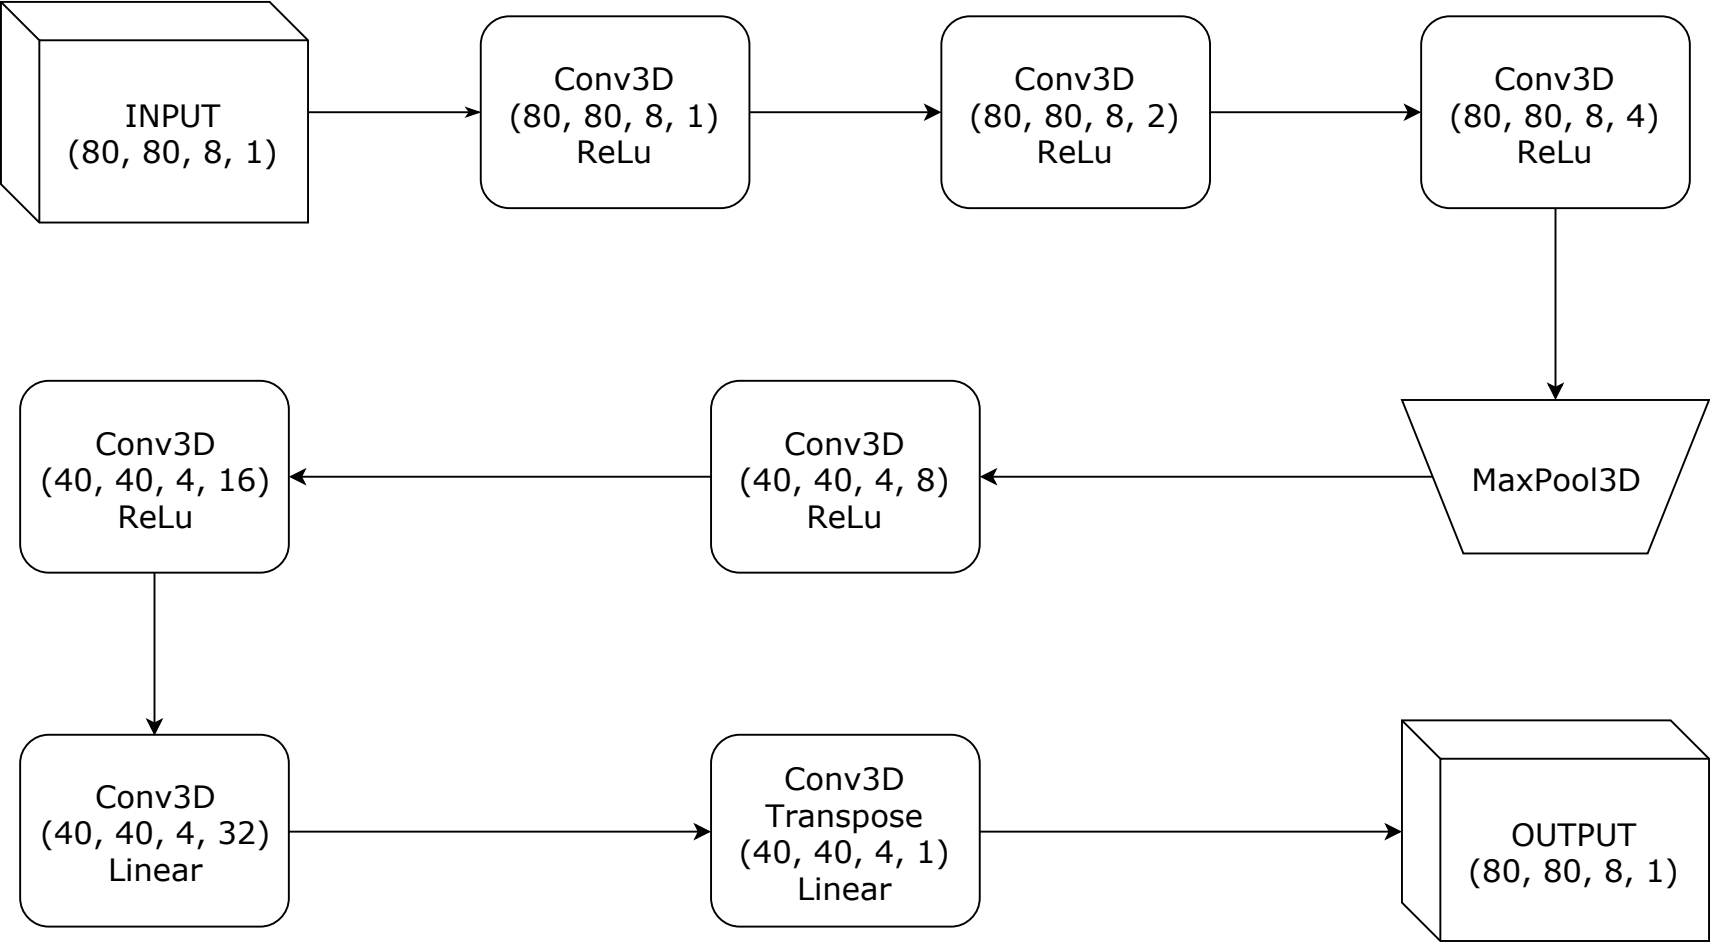 INPUT
(80, 80, 8, 1)
Conv3D
(80, 80, 8, 1)
ReLu
Conv3D
(80, 80, 8, 2)
ReLu
Conv3D
(80, 80, 8, 4)
ReLu
MaxPool3D
Conv3D
(40, 40, 4, 8)
ReLu
Conv3D
(40, 40, 4, 16)
ReLu
Conv3D
(40, 40, 4, 32)
Linear
Conv3D
Transpose
(40, 40, 4, 1)
Linear
OUTPUT
(80, 80, 8, 1)